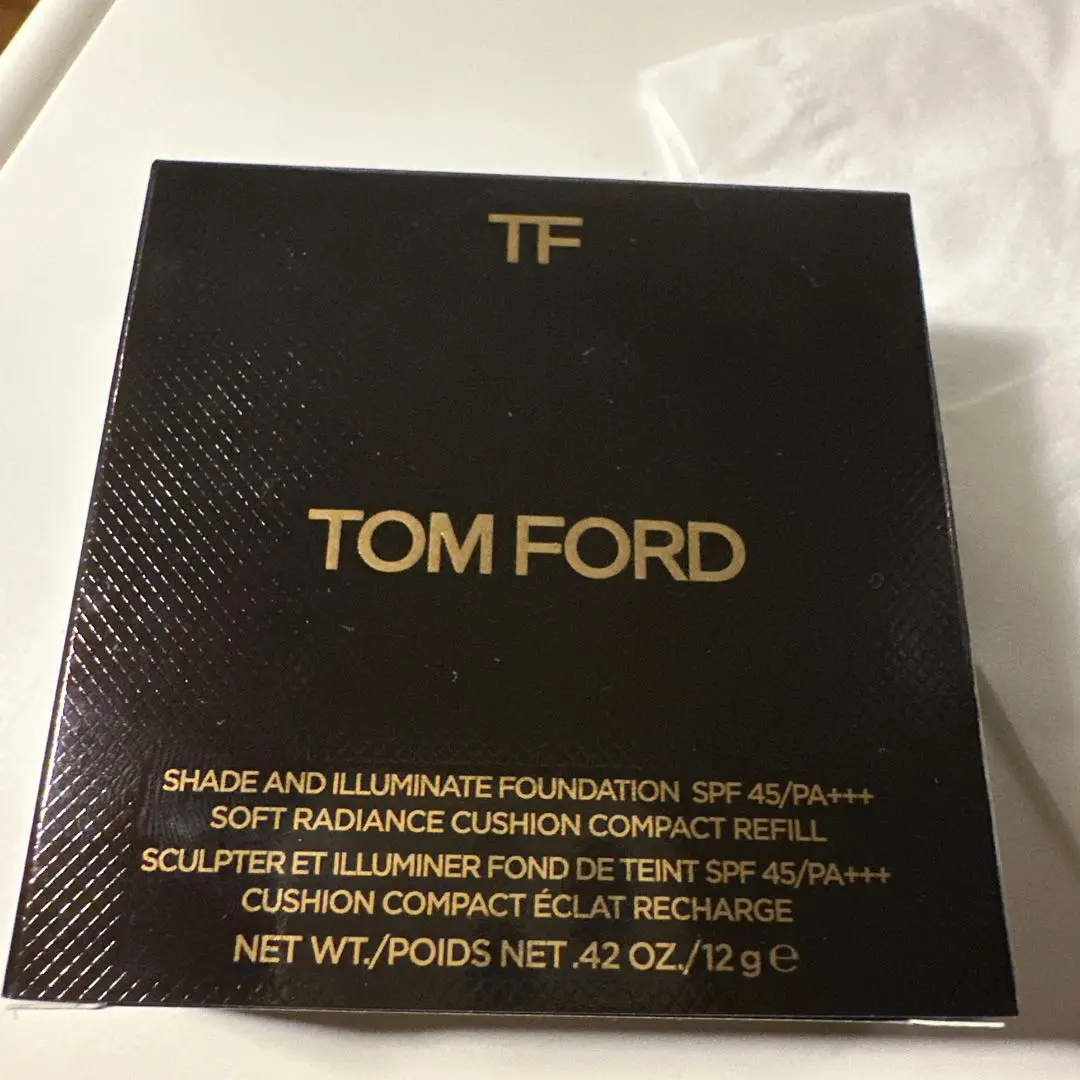 TF
TOM FORD
SHADE AND ILLUMINATE FOUNDATION SPF 45/PA+++
SOFT RADIANCE CUSHION COMPACT REFILL
SCULPTER ET ILLUMINER FOND DE TEINT SPF 45/PA+++
CUSHION COMPACT ÉCLAT RECHARGE
NET WT./POIDS NET .42 OZ./12 g ℮